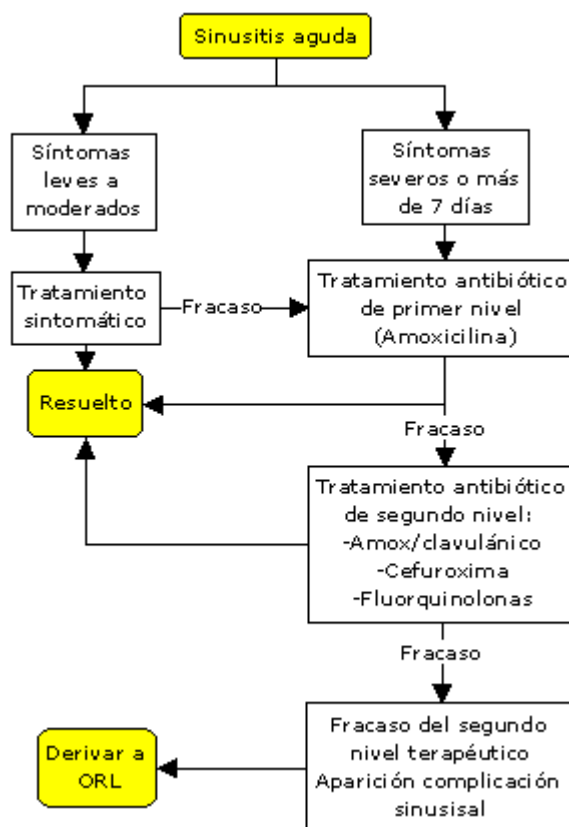 Sinusitis aguda
Síntomas
leves a
moderados
Síntomas
severos o más
de 7 días
Tratamiento
sintomático
Fracaso
Tratamiento antibiótico
de primer nivel
(Amoxicilina)
Resuelto
Fracaso
Tratamiento antibiótico
de segundo nivel:
-Amox/clavulánico
-Cefuroxima
-Fluorquinolonas
Fracaso
Fracaso del segundo
nivel terapéutico
Aparición complicación
sinusisal
Derivar a
ORL